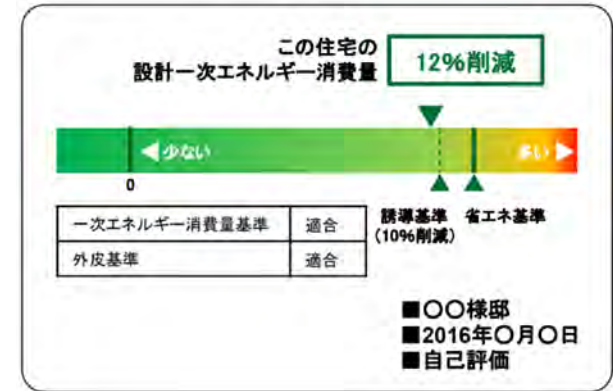 この住宅の
設計一次エネルギー消費量
12%削減
◀少ない
多い▶
0
誘導基準
(10%削減)
省エネ基準
一次エネルギー消費量基準 適合
外皮基準 適合
■〇〇様邸
■2016年〇月〇日
■自己評価